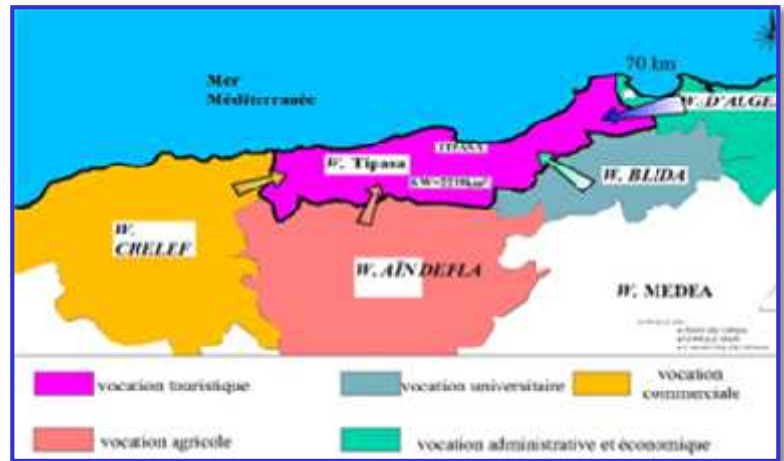 70 km
Mer
Méditerranée
W. D'ALGE
TIPASA
W. Tipasa
W. BLIDA
W.
CHELEF
W. AÏN DEFLA
W. MEDEA
vocation touristique
vocation universitaire
vocation
commerciale
vocation agricole
vocation administrative et économique